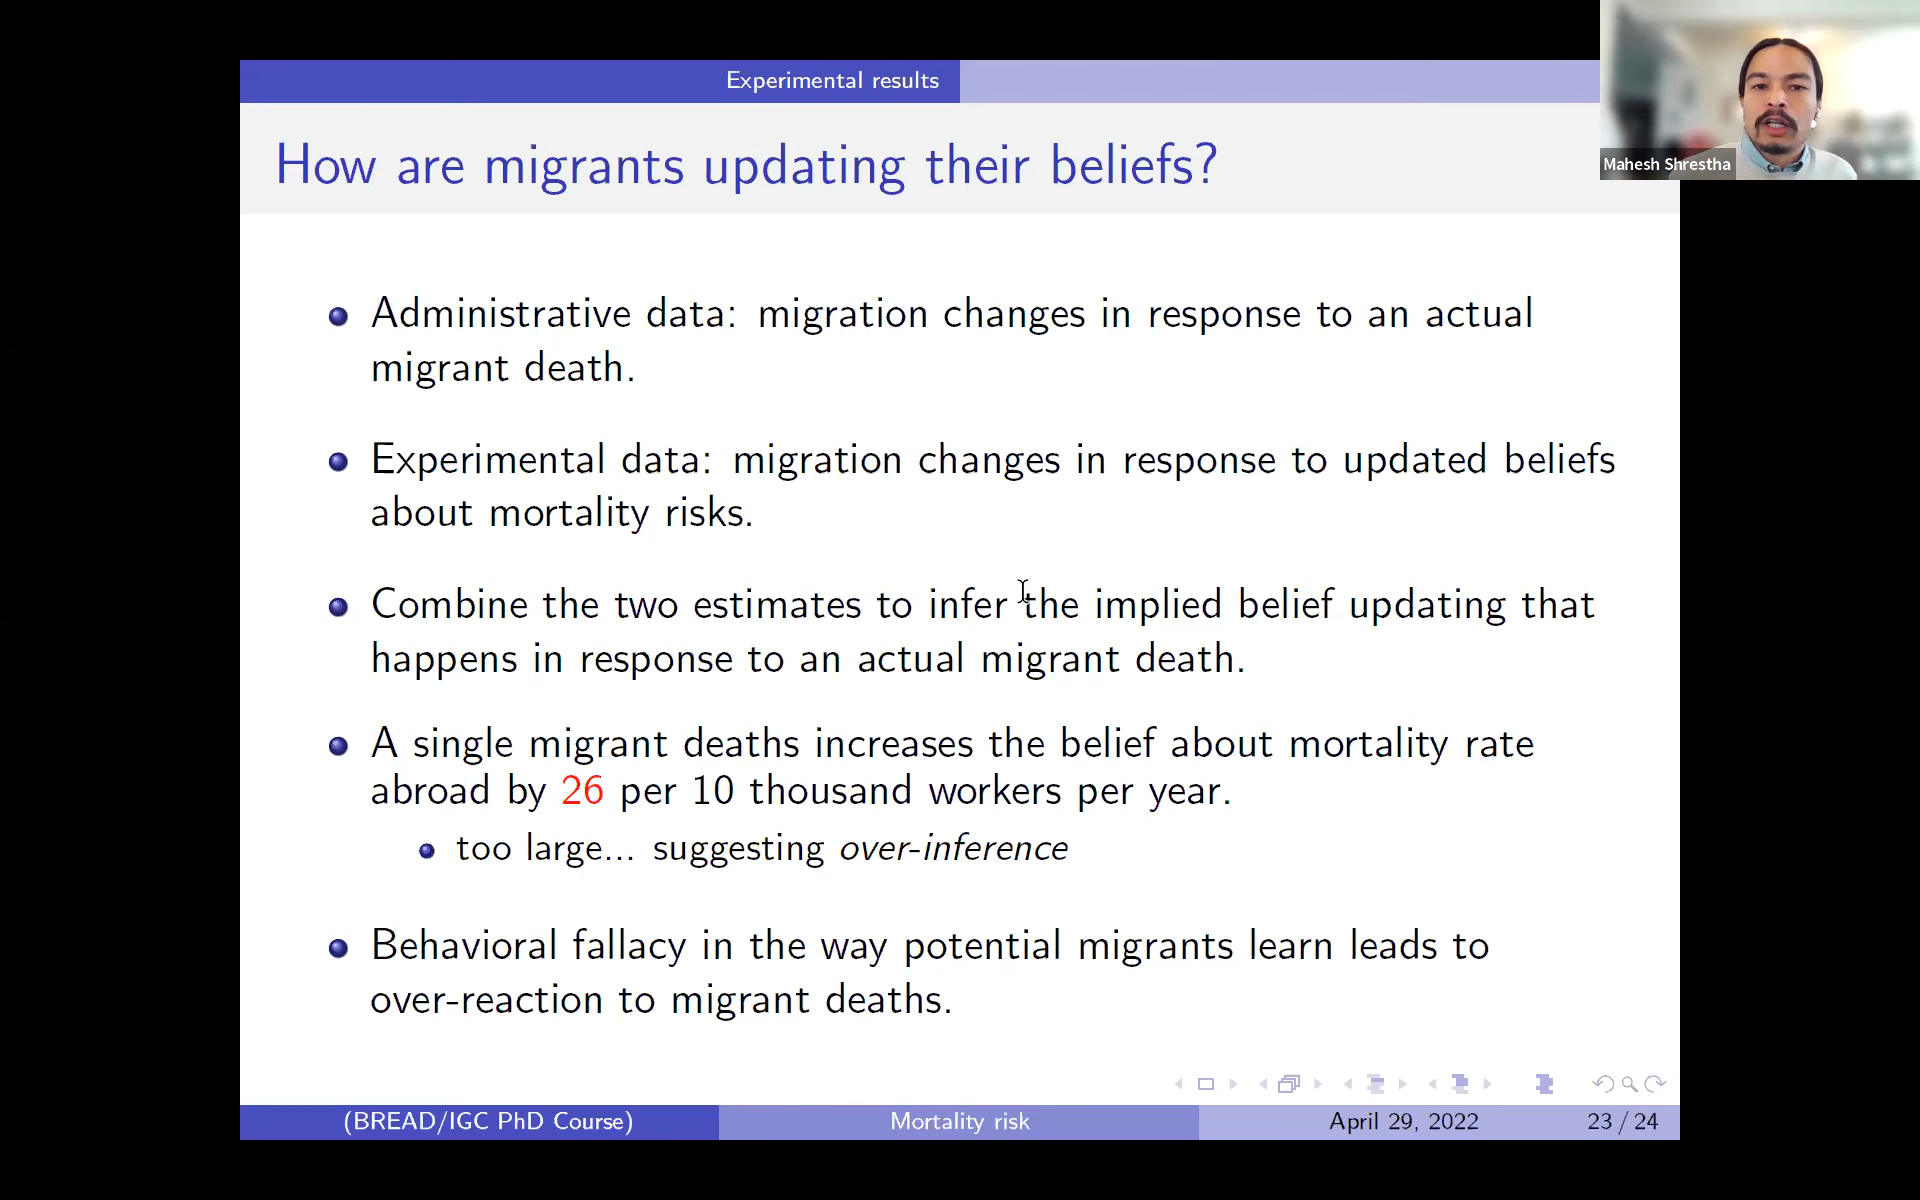 Experimental results
Mahesh Shrestha
How are migrants updating their beliefs?
Administrative data: migration changes in response to an actual
migrant death.
Experimental data: migration changes in response to updated beliefs
about mortality risks.
Combine the two estimates to infer the implied belief updating that
happens in response to an actual migrant death.
A single migrant deaths increases the belief about mortality rate
abroad by 26 per 10 thousand workers per year.
too large... suggesting over-inference
Behavioral fallacy in the way potential migrants learn leads to
over-reaction to migrant deaths.
(BREAD/IGC PhD Course) Mortality risk April 29, 2022 23 / 24